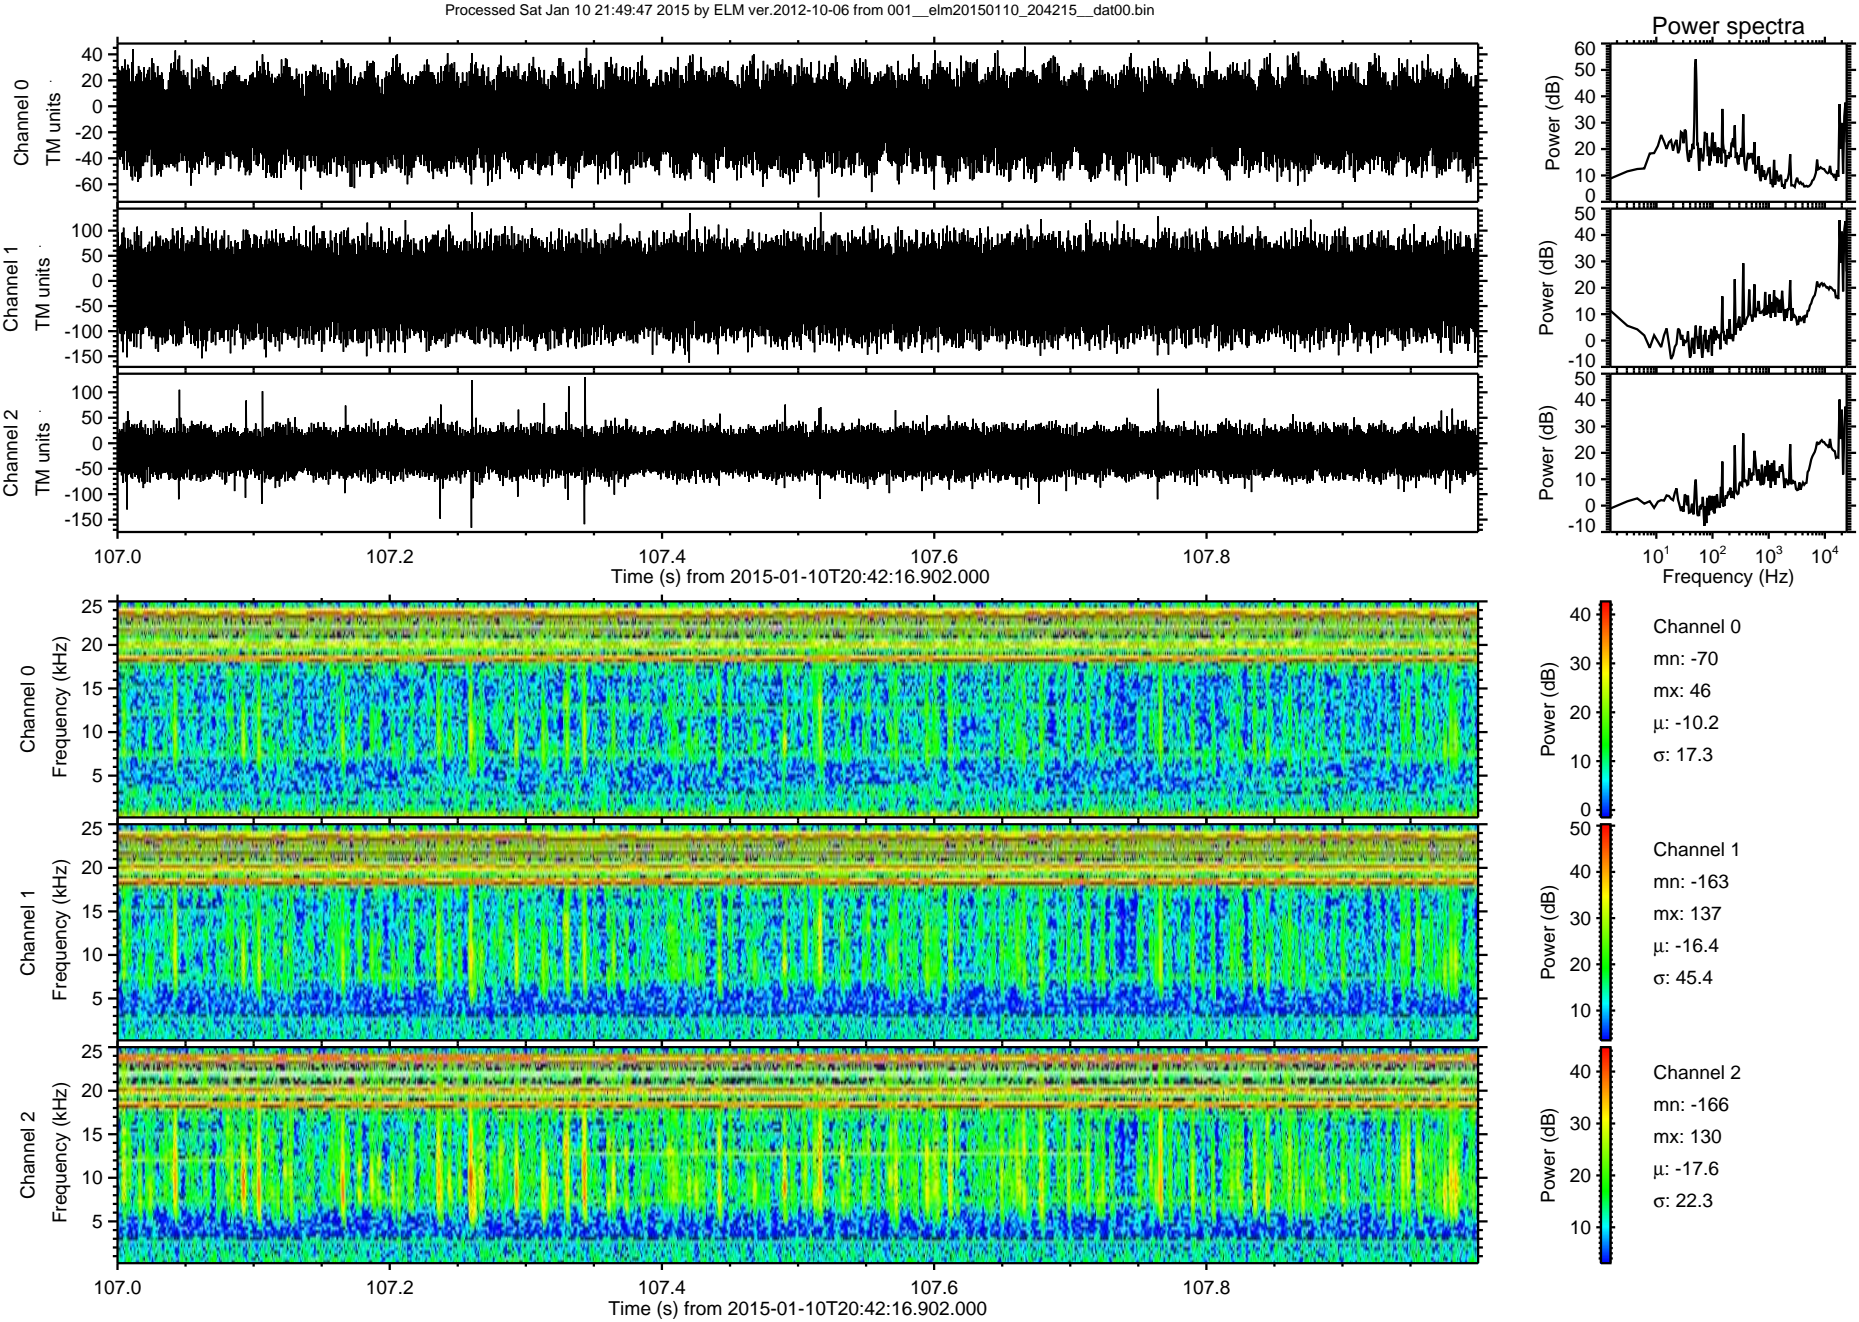 Processed Sat Jan 10 21:49:47 2015 by ELM ver.2012-10-06 from 001__elm20150110_204215__dat00.bin
Power spectra
Channel 0
TM units
40
20
0
-20
-40
-60
Power (dB)
60
50
40
30
20
10
0
Channel 1
TM units
100
50
0
-50
-100
-150
Power (dB)
50
40
30
20
10
0
-10
Channel 2
TM units
100
50
0
-50
-100
-150
Power (dB)
50
40
30
20
10
0
-10
107.0 107.2 107.4 107.6 107.8
Time (s) from 2015-01-10T20:42:16.902.000
10¹ 10² 10³ 10⁴
Frequency (Hz)
Channel 0
Frequency (kHz)
25
20
15
10
5
Power (dB)
40
30
20
10
0
Channel 0
mn: -70
mx: 46
μ: -10.2
σ: 17.3
Channel 1
Frequency (kHz)
25
20
15
10
5
Power (dB)
50
40
30
20
10
Channel 1
mn: -163
mx: 137
μ: -16.4
σ: 45.4
Channel 2
Frequency (kHz)
25
20
15
10
5
Power (dB)
40
30
20
10
Channel 2
mn: -166
mx: 130
μ: -17.6
σ: 22.3
107.0 107.2 107.4 107.6 107.8
Time (s) from 2015-01-10T20:42:16.902.000